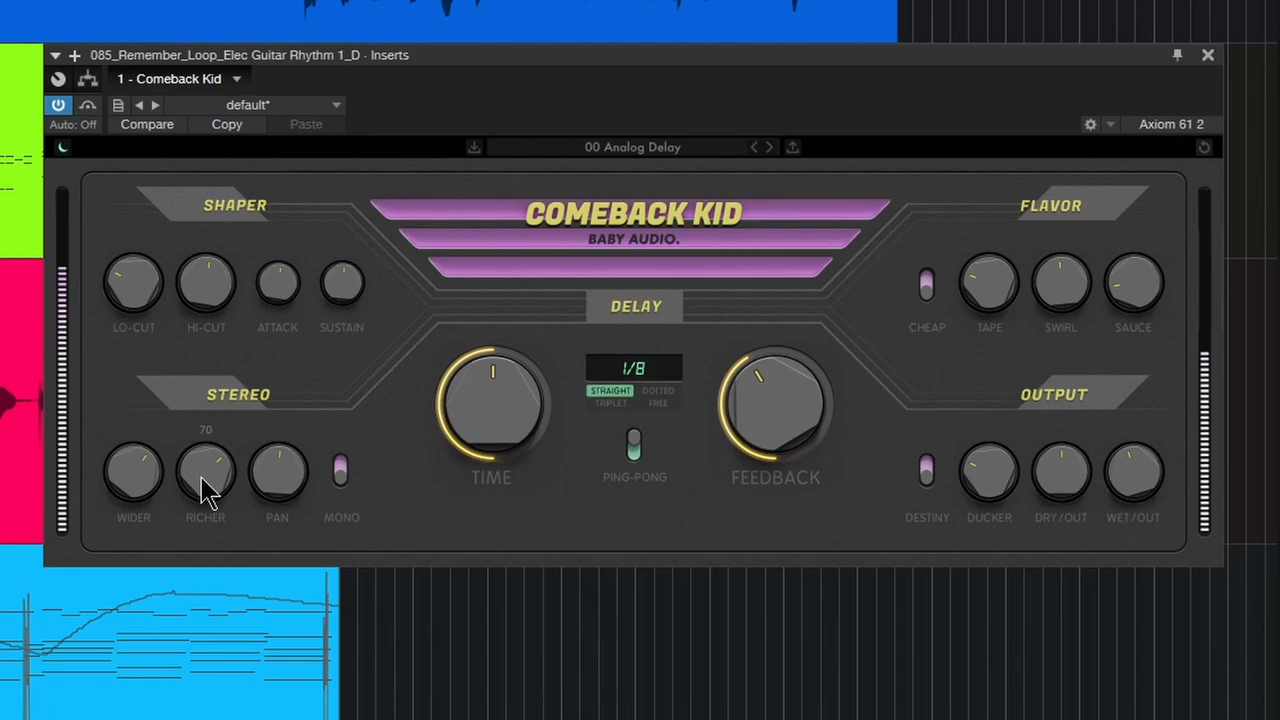 085_Remember_Loop_Elec Guitar Rhythm 1_D - Inserts
1 - Comeback Kid
default*
Auto: Off
Compare
Copy
Paste
Axiom 61 2
00 Analog Delay
SHAPER
COMEBACK KID
BABY AUDIO.
FLAVOR
DELAY
LO-CUT
HI-CUT
ATTACK
SUSTAIN
CHEAP
TAPE
SWIRL
SAUCE
1/8
STRAIGHT
DOTTED
TRIPLET
FREE
STEREO
OUTPUT
70
TIME
PING-PONG
FEEDBACK
WIDER
RICHER
PAN
MONO
DESTINY
DUCKER
DRY/OUT
WET/OUT